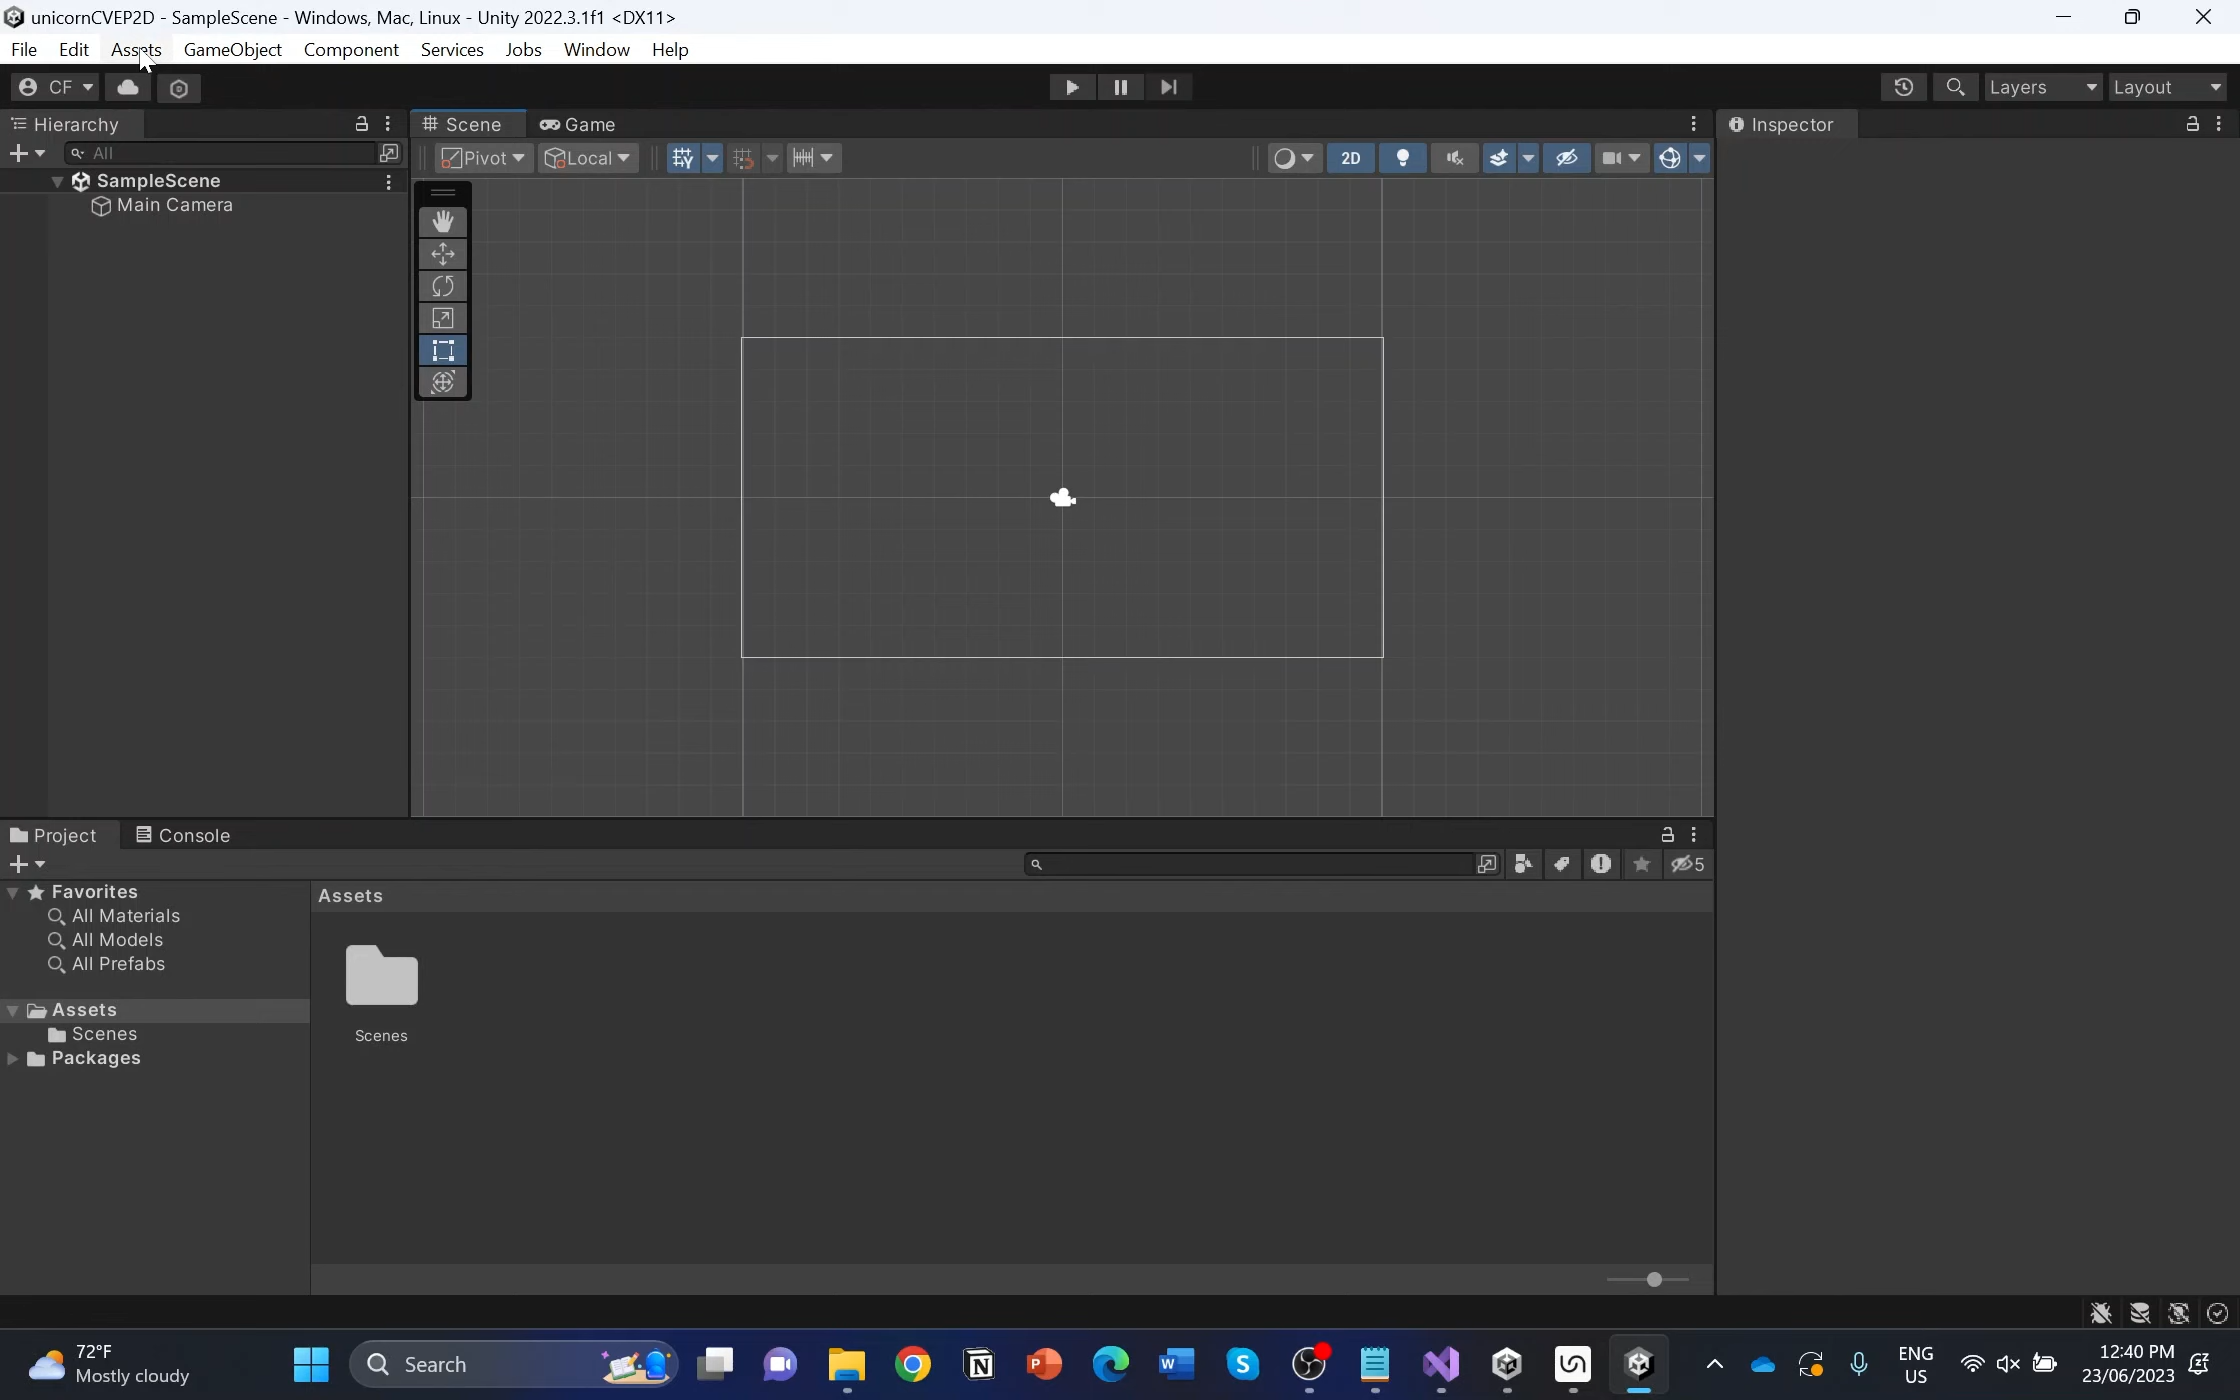 unicornCVEP2D - SampleScene - Windows, Mac, Linux - Unity 2022.3.1f1 <DX11>
File Edit Assets GameObject Component Services Jobs Window Help
CF Layers Layout
Hierarchy
Scene Game
Inspector
All
Pivot Local 2D
SampleScene
Main Camera
Project Console
5
Favorites
All Materials
All Models
All Prefabs
Assets
Scenes
Packages
Assets
Scenes
72°F
Mostly cloudy
Search
ENG
US
12:40 PM
23/06/2023